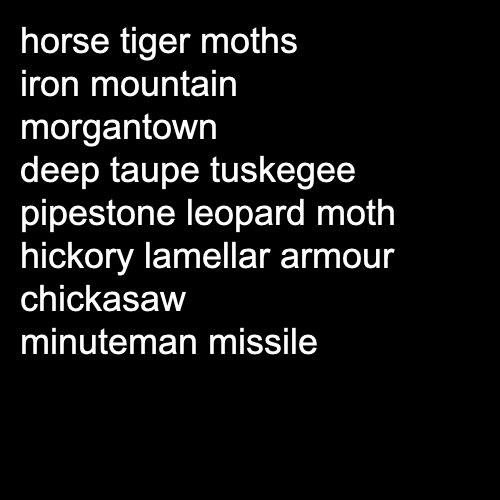 horse tiger moths
iron mountain
morgantown
deep taupe tuskegee
pipestone leopard moth
hickory lamellar armour
chickasaw
minuteman missile